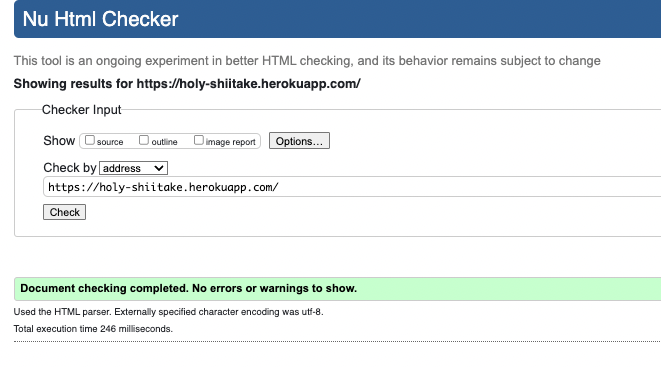 Nu Html Checker
This tool is an ongoing experiment in better HTML checking, and its behavior remains subject to change
Showing results for https://holy-shiitake.herokuapp.com/
Checker Input
Show source outline image report Options...
Check by address
https://holy-shiitake.herokuapp.com/
Check
Document checking completed. No errors or warnings to show.
Used the HTML parser. Externally specified character encoding was utf-8.
Total execution time 246 milliseconds.